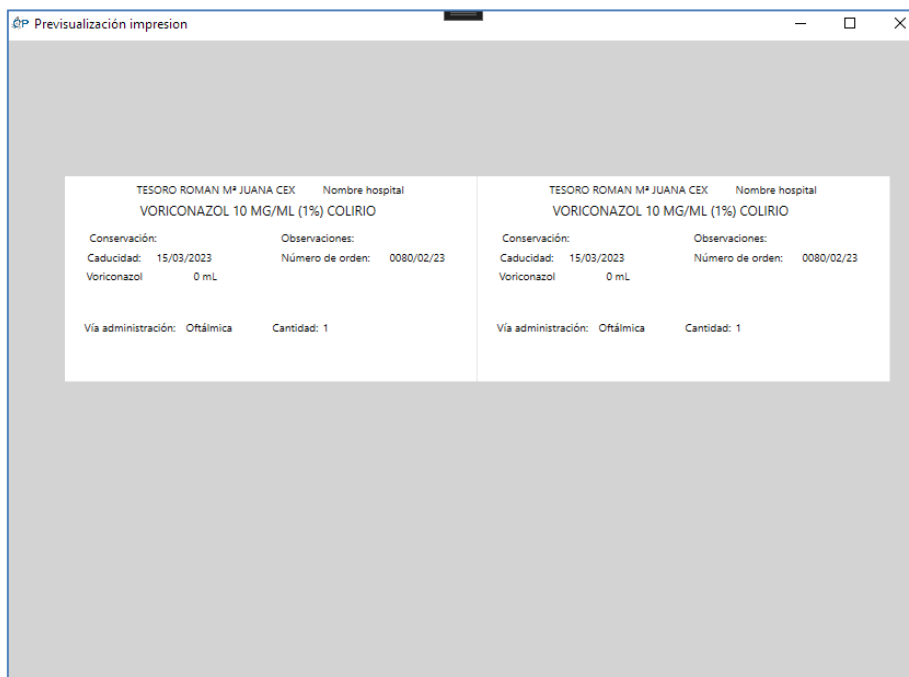 Previsualización impresion
TESORO ROMAN Mª JUANA CEX Nombre hospital
VORICONAZOL 10 MG/ML (1%) COLIRIO
Conservación: Observaciones:
Caducidad: 15/03/2023 Número de orden: 0080/02/23
Voriconazol 0 mL
Vía administración: Oftálmica Cantidad: 1
TESORO ROMAN Mª JUANA CEX Nombre hospital
VORICONAZOL 10 MG/ML (1%) COLIRIO
Conservación: Observaciones:
Caducidad: 15/03/2023 Número de orden: 0080/02/23
Voriconazol 0 mL
Vía administración: Oftálmica Cantidad: 1